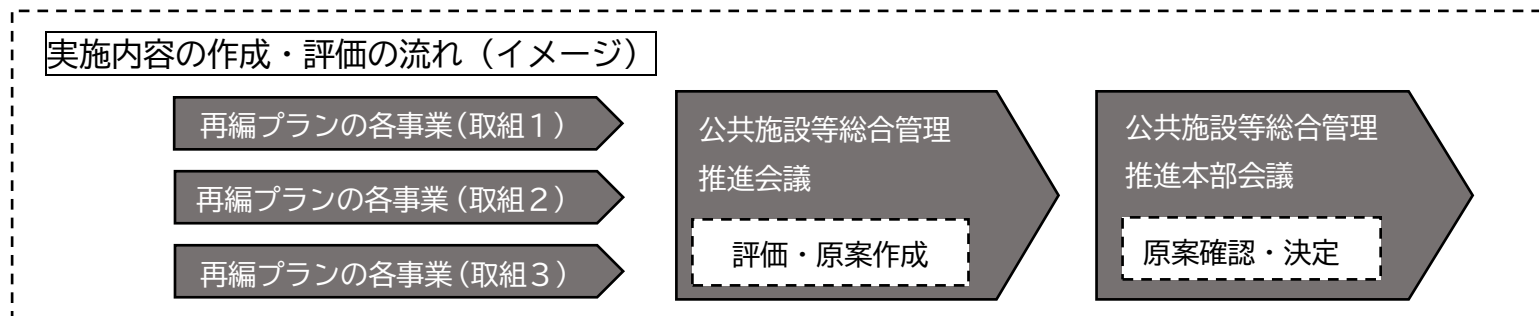 実施内容の作成・評価の流れ（イメージ）
再編プランの各事業（取組１）
再編プランの各事業（取組２）
再編プランの各事業（取組３）
公共施設等総合管理
推進会議
評価・原案作成
公共施設等総合管理
推進本部会議
原案確認・決定